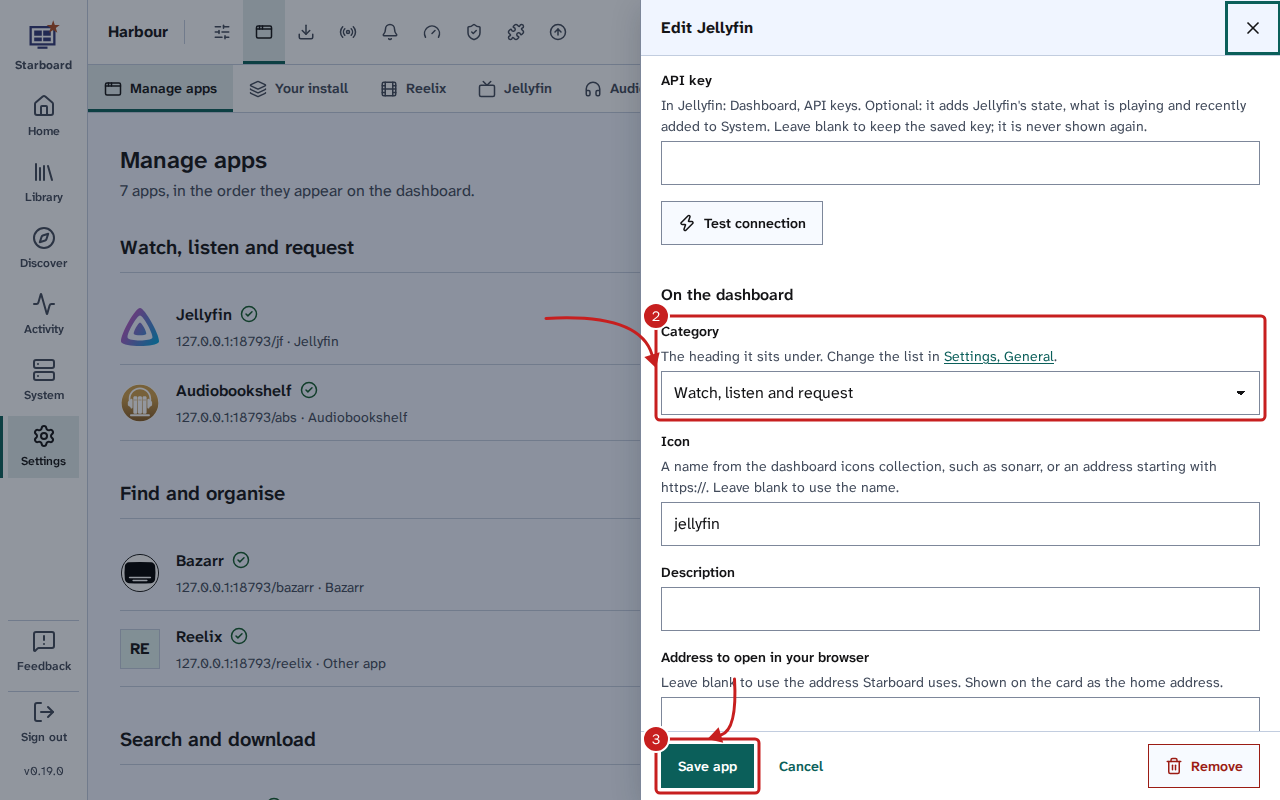 Starboard
Home
Library
Discover
Activity
System
Settings
Feedback
Sign out
v0.19.0
Harbour
Manage apps
Your install
Reelix
Jellyfin
Manage apps
7 apps, in the order they appear on the dashboard.
Watch, listen and request
Jellyfin
127.0.0.1:18793/jf · Jellyfin
Audiobookshelf
127.0.0.1:18793/abs · Audiobookshelf
Find and organise
Bazarr
127.0.0.1:18793/bazarr · Bazarr
RE
Reelix
127.0.0.1:18793/reelix · Other app
Search and download
Edit Jellyfin
API key
In Jellyfin: Dashboard, API keys. Optional: it adds Jellyfin's state, what is playing and recently
added to System. Leave blank to keep the saved key; it is never shown again.
Test connection
On the dashboard
2
Category
The heading it sits under. Change the list in Settings, General.
Watch, listen and request
Icon
A name from the dashboard icons collection, such as sonarr, or an address starting with
https://. Leave blank to use the name.
jellyfin
Description
Address to open in your browser
Leave blank to use the address Starboard uses. Shown on the card as the home address.
3
Save app
Cancel
Remove